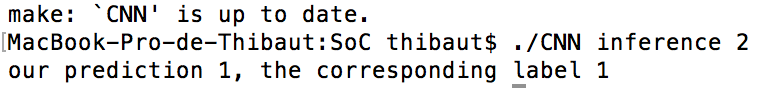 make: `CNN' is up to date.
[MacBook-Pro-de-Thibaut:SoC thibaut$ ./CNN inference 2
our prediction 1, the corresponding label 1